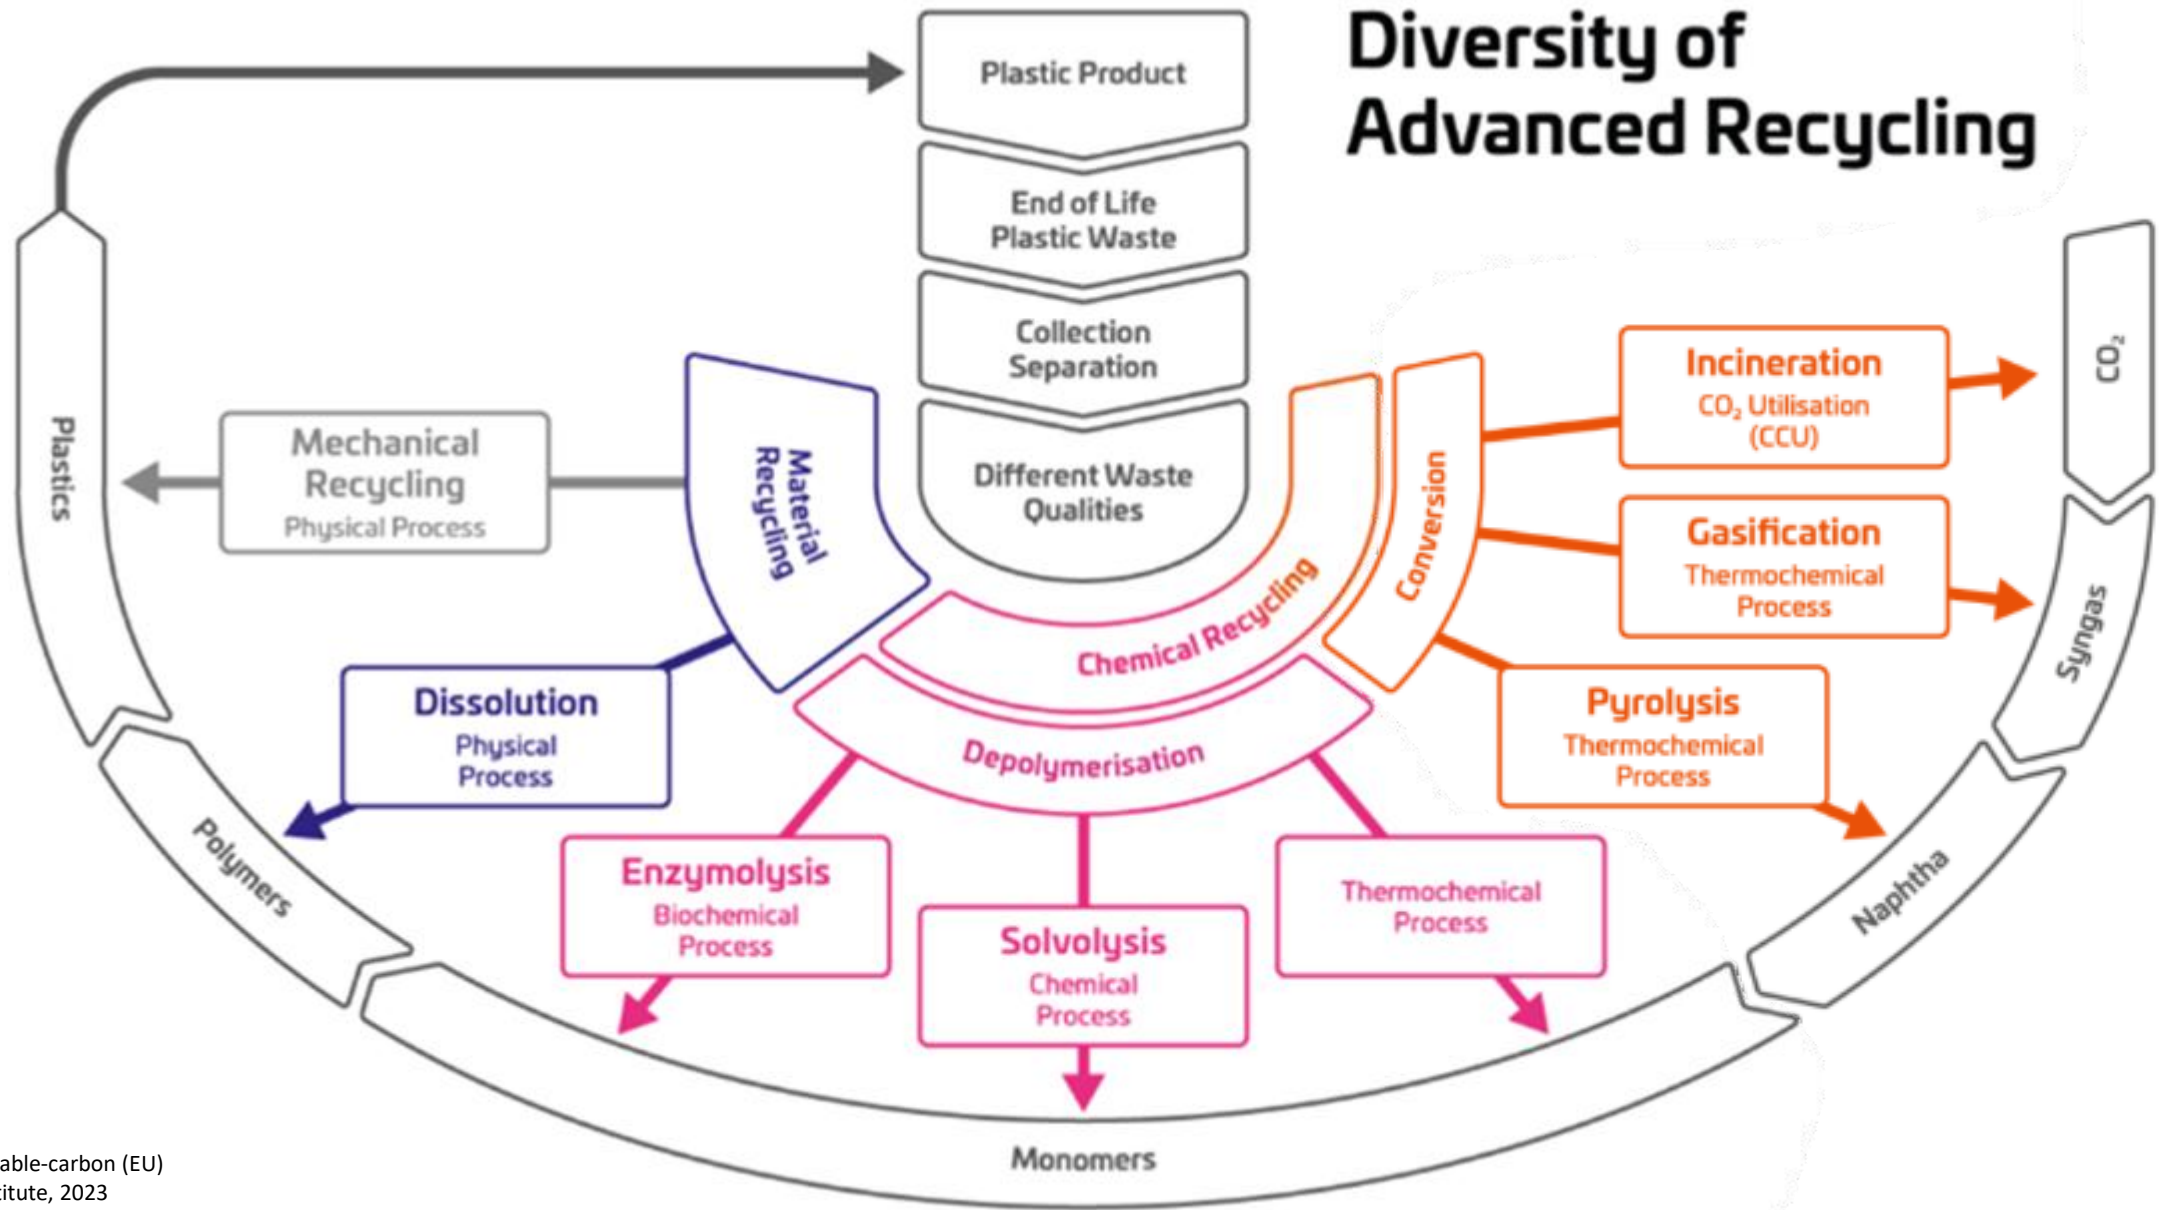 Diversity of
Advanced Recycling
Plastic Product
End of Life
Plastic Waste
Collection
Separation
Different Waste
Qualities
Material
Recycling
Chemical Recycling
Conversion
Depolymerisation
Mechanical
Recycling
Physical Process
Dissolution
Physical
Process
Enzymolysis
Biochemical
Process
Solvolysis
Chemical
Process
Thermochemical
Process
Pyrolysis
Thermochemical
Process
Gasification
Thermochemical
Process
Incineration
CO₂ Utilisation
(CCU)
Plastics
Polymers
Monomers
Naphtha
Syngas
CO₂
able-carbon (EU)
titute, 2023